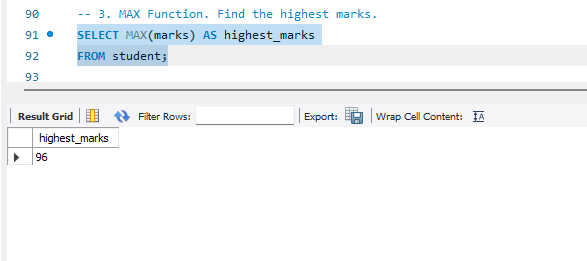 90 -- 3. MAX Function. Find the highest marks.
91 SELECT MAX(marks) AS highest_marks
92 FROM student;
93
Result Grid Filter Rows: Export: Wrap Cell Content: IA
highest_marks
96